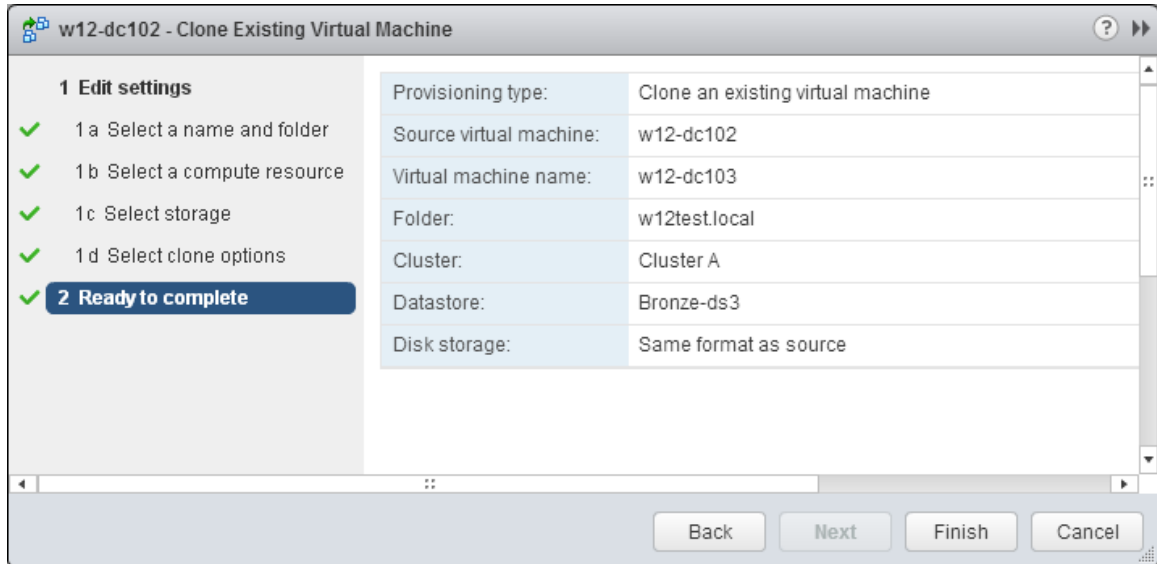 w12-dc102 - Clone Existing Virtual Machine
?
1 Edit settings
1a Select a name and folder
1b Select a compute resource
1c Select storage
1d Select clone options
2 Ready to complete
Provisioning type: Clone an existing virtual machine
Source virtual machine: w12-dc102
Virtual machine name: w12-dc103
Folder: w12test.local
Cluster: Cluster A
Datastore: Bronze-ds3
Disk storage: Same format as source
Back Next Finish Cancel